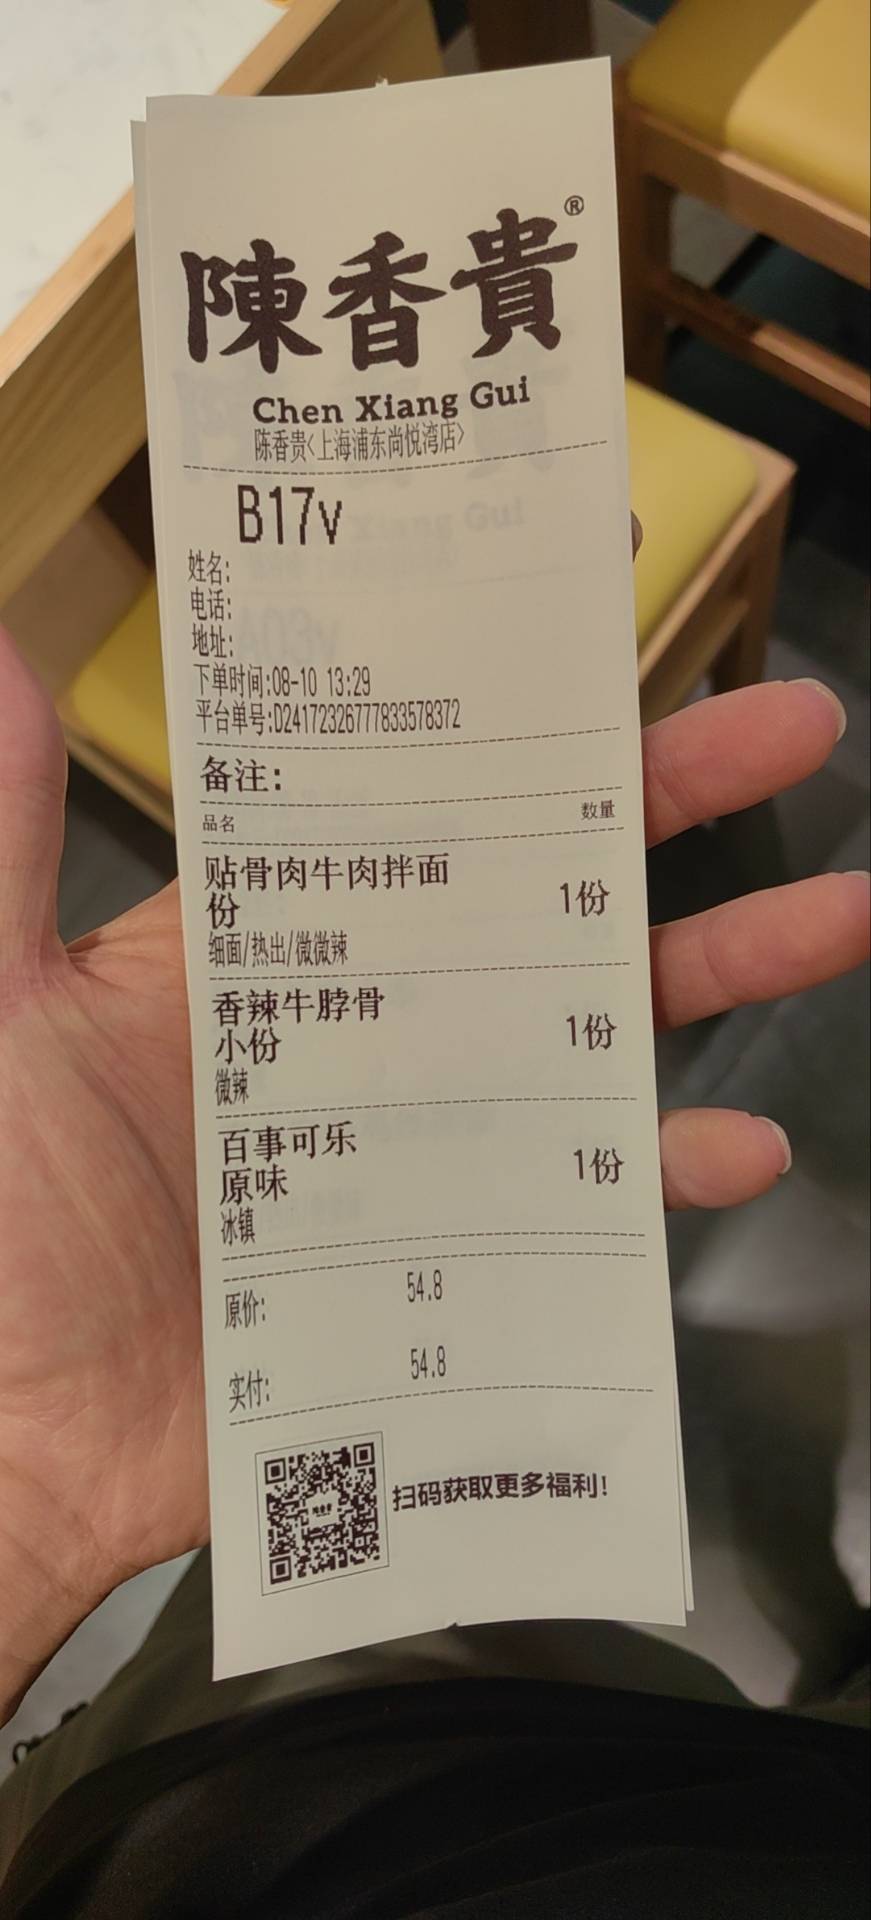 陳香貴®
Chen Xiang Gui
陈香贵<上海浦东尚悦湾店>
B17v
姓名:
电话:
地址:
下单时间:08-10 13:29
平台单号:D24172326777833578372
备注:
品名 数量
贴骨肉牛肉拌面
份 1份
细面/热出/微微辣
香辣牛脖骨
小份 1份
微辣
百事可乐
原味 1份
冰镇
原价: 54.8
实付: 54.8
扫码获取更多福利!